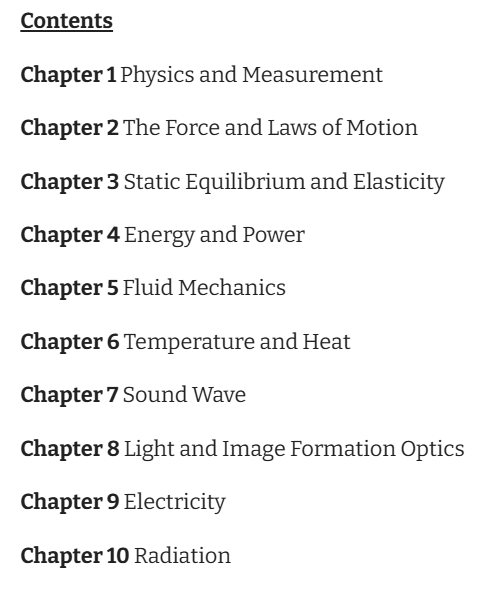 Contents
Chapter 1 Physics and Measurement
Chapter 2 The Force and Laws of Motion
Chapter 3 Static Equilibrium and Elasticity
Chapter 4 Energy and Power
Chapter 5 Fluid Mechanics
Chapter 6 Temperature and Heat
Chapter 7 Sound Wave
Chapter 8 Light and Image Formation Optics
Chapter 9 Electricity
Chapter 10 Radiation